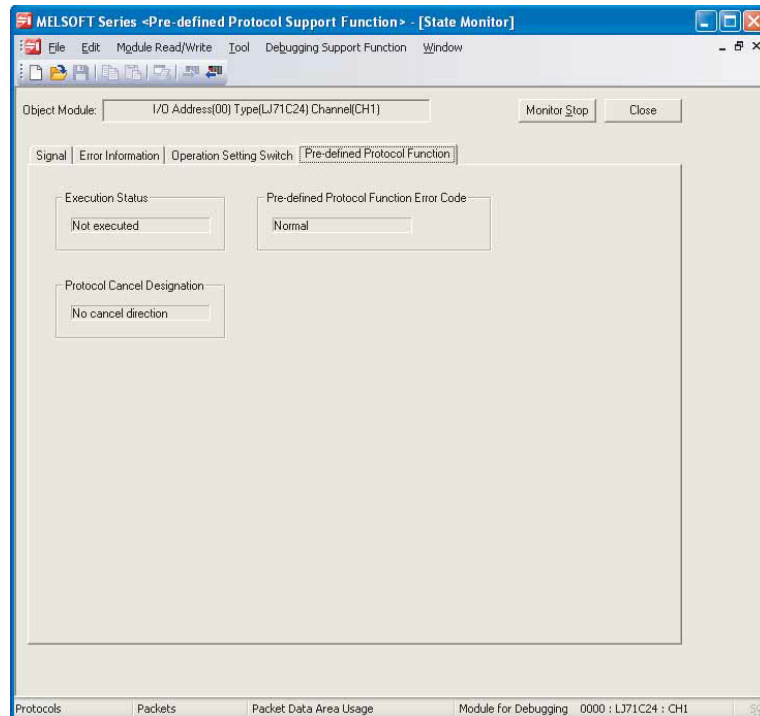 MELSOFT Series <Pre-defined Protocol Support Function> - [State Monitor]
File Edit Module Read/Write Tool Debugging Support Function Window
Object Module: I/O Address(00) Type(LJ71C24) Channel(CH1) Monitor Stop Close
Signal Error Information Operation Setting Switch Pre-defined Protocol Function
Execution Status Pre-defined Protocol Function Error Code
Not executed Normal
Protocol Cancel Designation
No cancel direction
Protocols Packets Packet Data Area Usage Module for Debugging 0000 : LJ71C24 : CH1